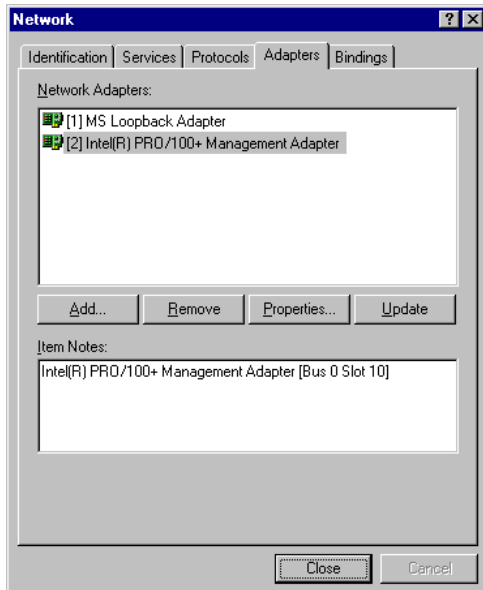 Network
Identification Services Protocols Adapters Bindings
Network Adapters:
[1] MS Loopback Adapter
[2] Intel(R) PRO/100+ Management Adapter
Add... Remove Properties... Update
Item Notes:
Intel(R) PRO/100+ Management Adapter [Bus 0 Slot 10]
Close Cancel